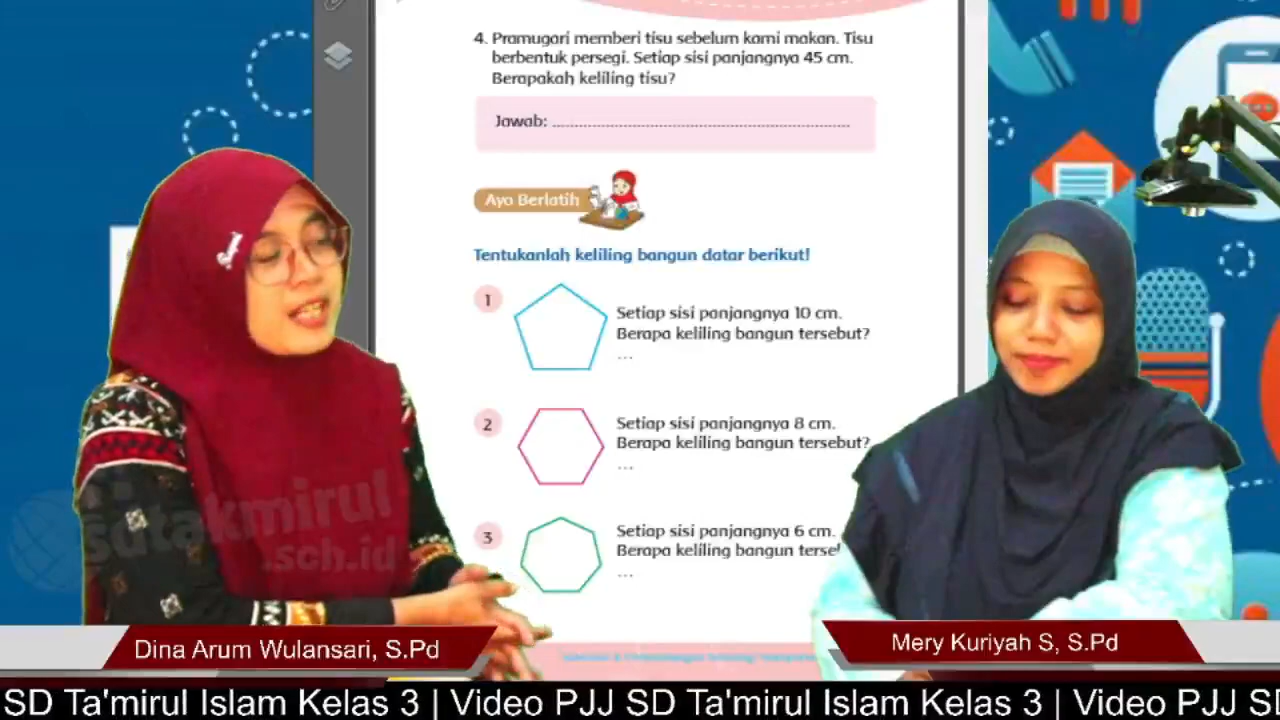 4. Pramugari memberi tisu sebelum kami makan. Tisu
berbentuk persegi. Setiap sisi panjangnya 45 cm.
Berapakah keliling tisu?
Jawab: ..........
Ayo Berlatih
Tentukanlah keliling bangun datar berikut!
1
Setiap sisi panjangnya 10 cm.
Berapa keliling bangun tersebut?
...
2
Setiap sisi panjangnya 8 cm.
Berapa keliling bangun tersebut?
...
3
Setiap sisi panjangnya 6 cm.
Berapa keliling bangun terse
...
sdtakmirul
.sch.id
Dina Arum Wulansari, S.Pd
Mery Kuriyah S, S.Pd
SD Ta'mirul Islam Kelas 3 | Video PJJ SD Ta'mirul Islam Kelas 3 | Video PJJ SD